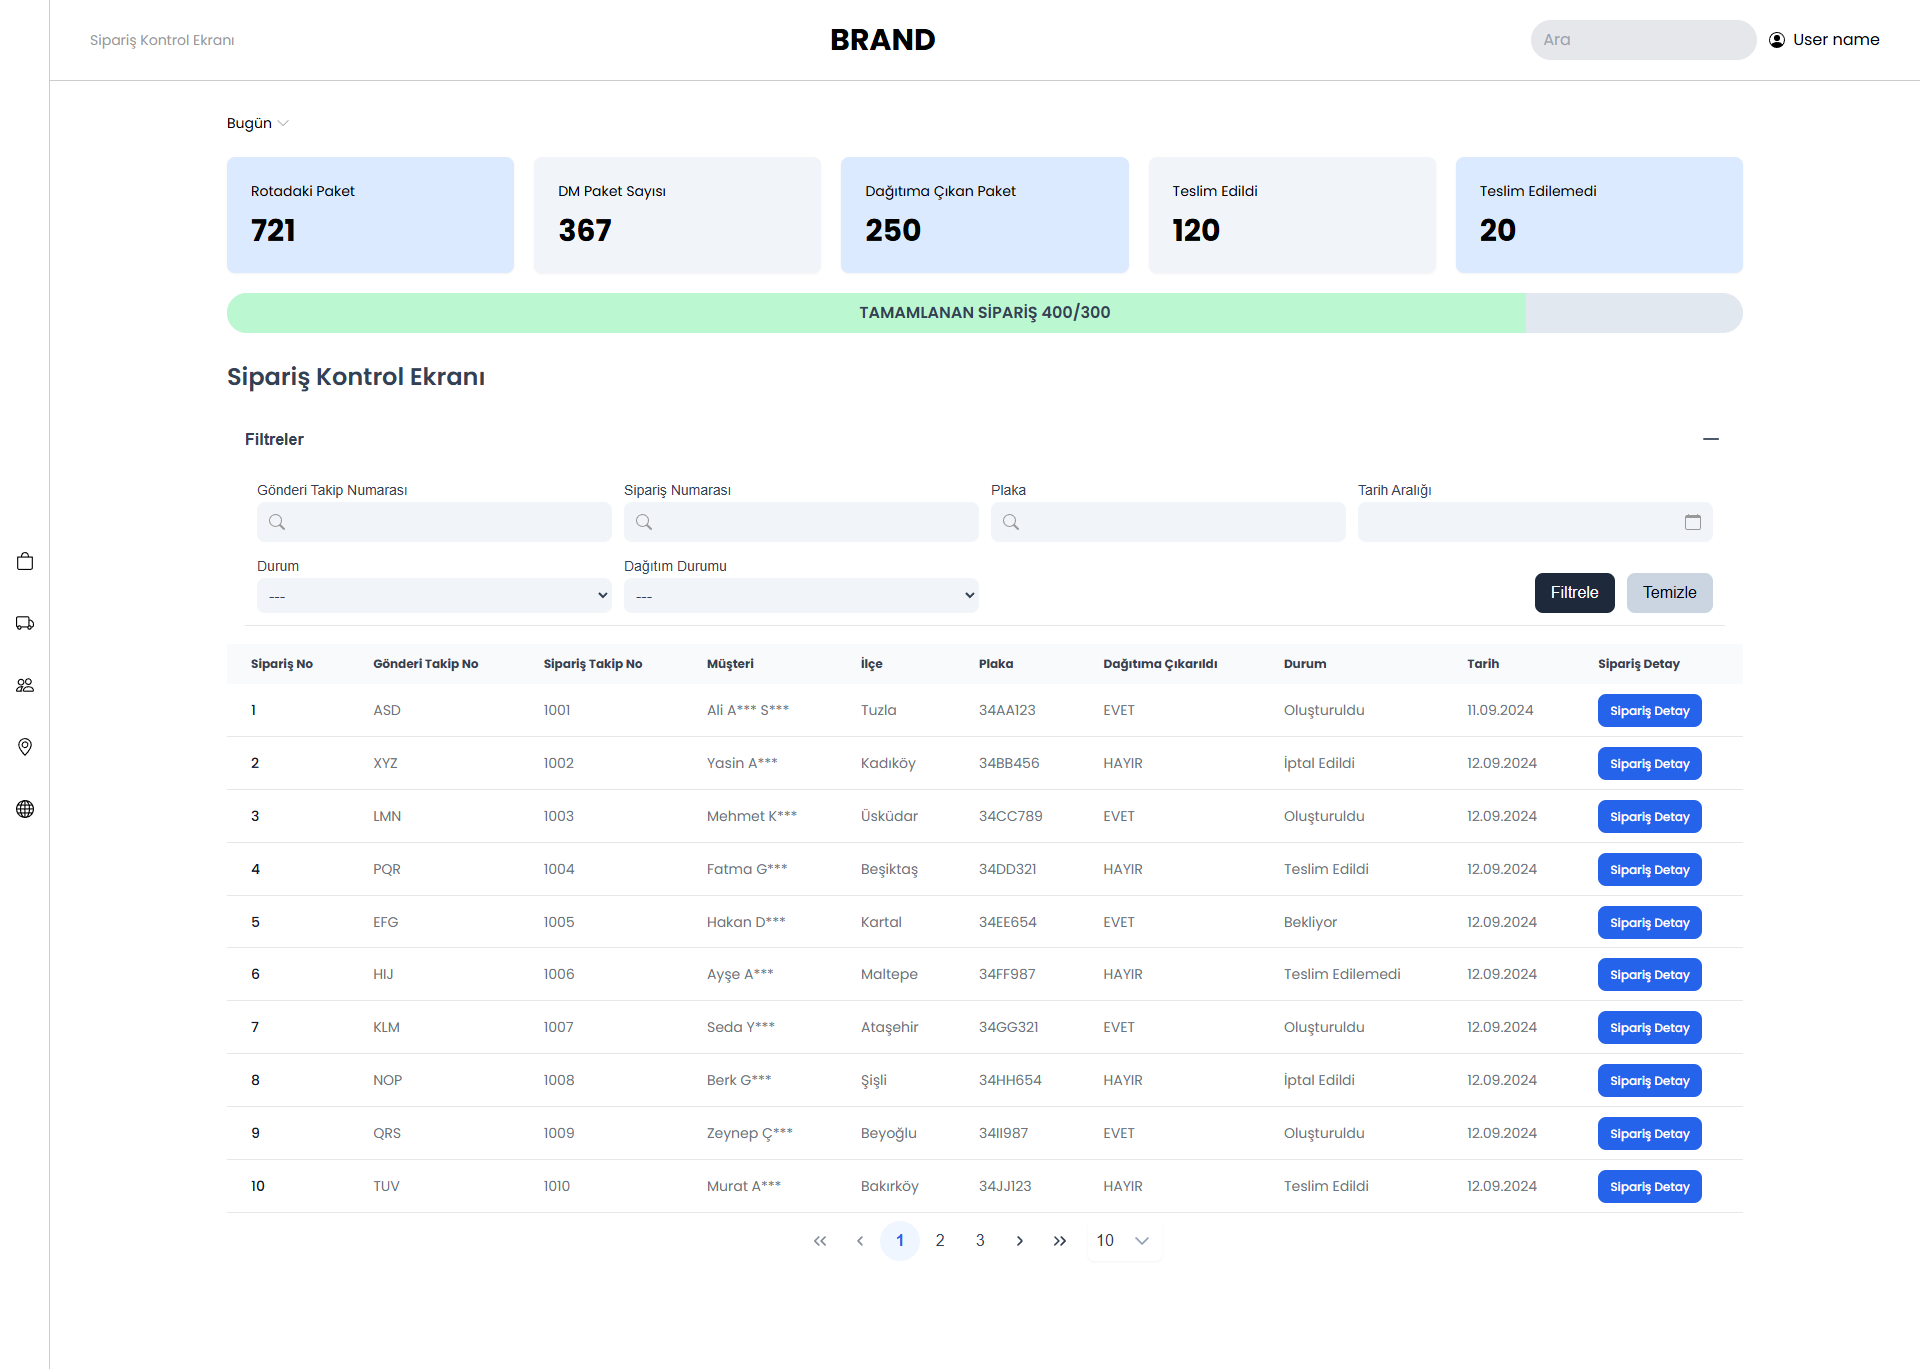 Sipariş Kontrol Ekranı
BRAND
Ara
User name
Bugün
Rotadaki Paket
721
DM Paket Sayısı
367
Dağıtıma Çıkan Paket
250
Teslim Edildi
120
Teslim Edilemedi
20
TAMAMLANAN SİPARİŞ 400/300
Sipariş Kontrol Ekranı
Filtreler
Gönderi Takip Numarası
Sipariş Numarası
Plaka
Tarih Aralığı
Durum
---
Dağıtım Durumu
---
Filtrele
Temizle
Sipariş No Gönderi Takip No Sipariş Takip No Müşteri İlçe Plaka Dağıtıma Çıkarıldı Durum Tarih Sipariş Detay
1 ASD 1001 Ali A*** S*** Tuzla 34AA123 EVET Oluşturuldu 11.09.2024 Sipariş Detay
2 XYZ 1002 Yasin A*** Kadıköy 34BB456 HAYIR İptal Edildi 12.09.2024 Sipariş Detay
3 LMN 1003 Mehmet K*** Üsküdar 34CC789 EVET Oluşturuldu 12.09.2024 Sipariş Detay
4 PQR 1004 Fatma G*** Beşiktaş 34DD321 HAYIR Teslim Edildi 12.09.2024 Sipariş Detay
5 EFG 1005 Hakan D*** Kartal 34EE654 EVET Bekliyor 12.09.2024 Sipariş Detay
6 HIJ 1006 Ayşe A*** Maltepe 34FF987 HAYIR Teslim Edilemedi 12.09.2024 Sipariş Detay
7 KLM 1007 Seda Y*** Ataşehir 34GG321 EVET Oluşturuldu 12.09.2024 Sipariş Detay
8 NOP 1008 Berk G*** Şişli 34HH654 HAYIR İptal Edildi 12.09.2024 Sipariş Detay
9 QRS 1009 Zeynep Ç*** Beyoğlu 34II987 EVET Oluşturuldu 12.09.2024 Sipariş Detay
10 TUV 1010 Murat A*** Bakırköy 34JJ123 HAYIR Teslim Edildi 12.09.2024 Sipariş Detay
1 2 3 10